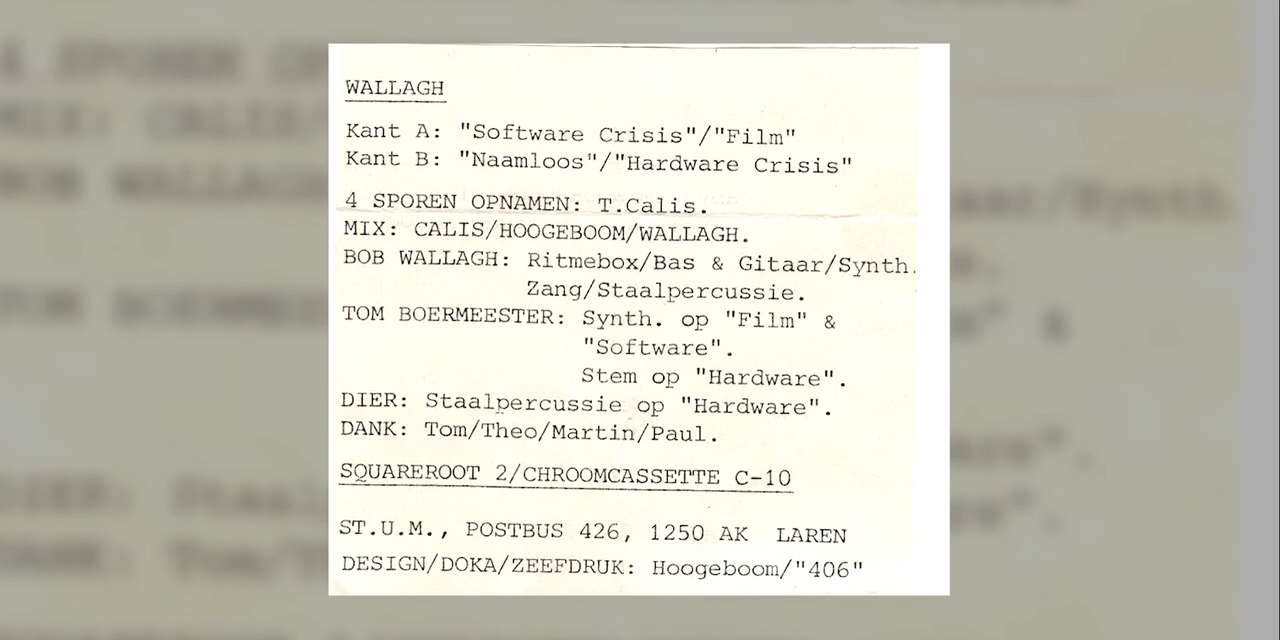 WALLAGH
Kant A: "Software Crisis"/"Film"
Kant B: "Naamloos"/"Hardware Crisis"
4 SPOREN OPNAMEN: T.Calis.
MIX: CALIS/HOOGEBOOM/WALLAGH.
BOB WALLAGH: Ritmebox/Bas & Gitaar/Synth.
Zang/Staalpercussie.
TOM BOERMEESTER: Synth. op "Film" &
"Software".
Stem op "Hardware".
DIER: Staalpercussie op "Hardware".
DANK: Tom/Theo/Martin/Paul.
SQUAREROOT 2/CHROOMCASSETTE C-10
ST.U.M., POSTBUS 426, 1250 AK LAREN
DESIGN/DOKA/ZEEFDRUK: Hoogeboom/"406"